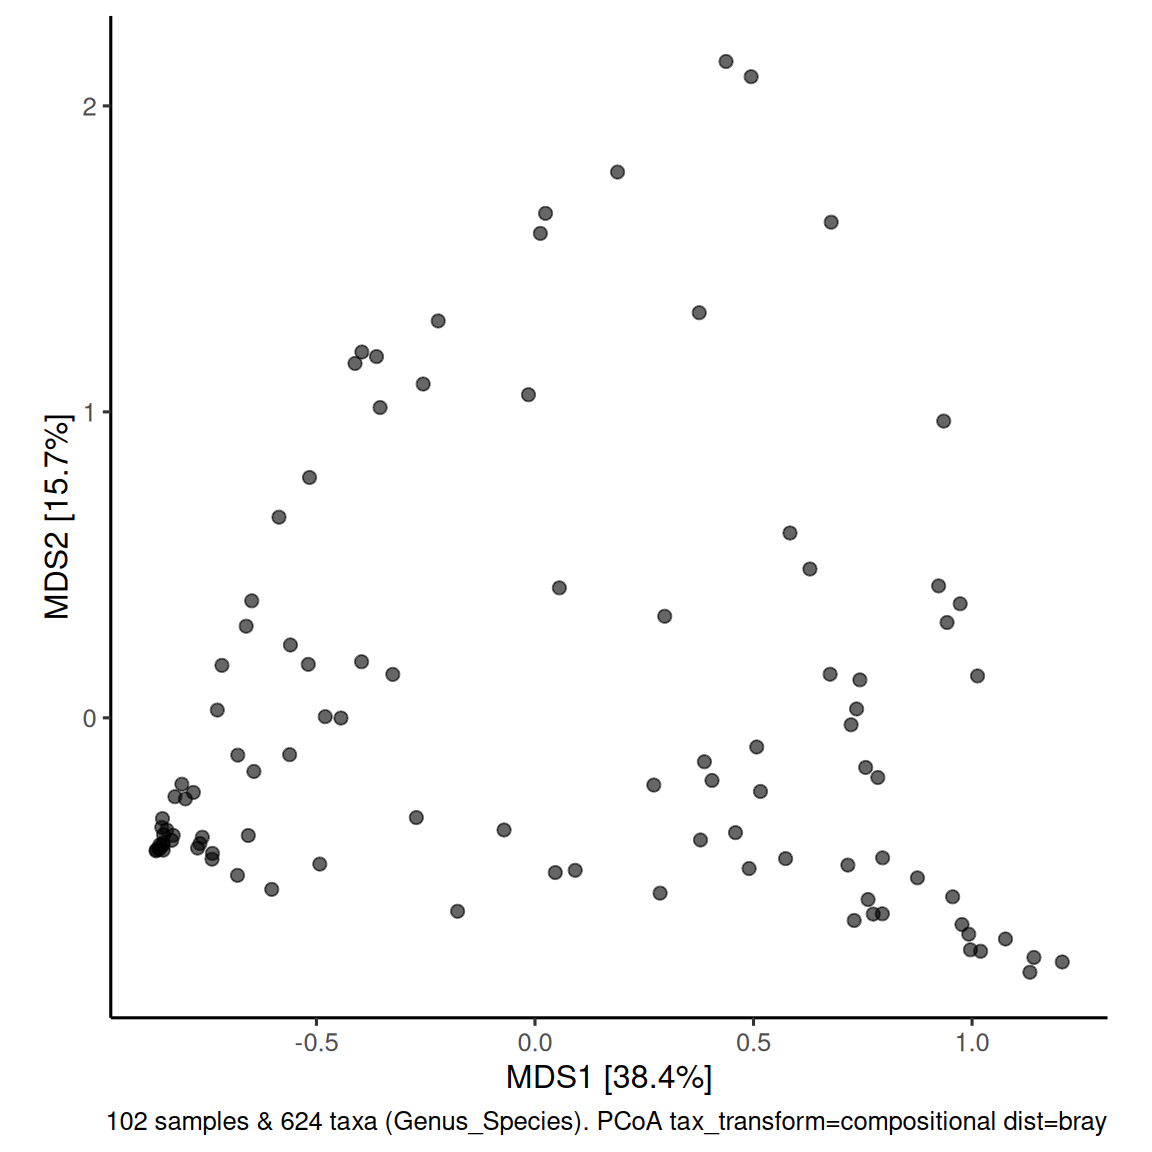 2
1
0
MDS2 [15.7%]
-0.5 0.0 0.5 1.0
MDS1 [38.4%]
102 samples & 624 taxa (Genus_Species). PCoA tax_transform=compositional dist=bray